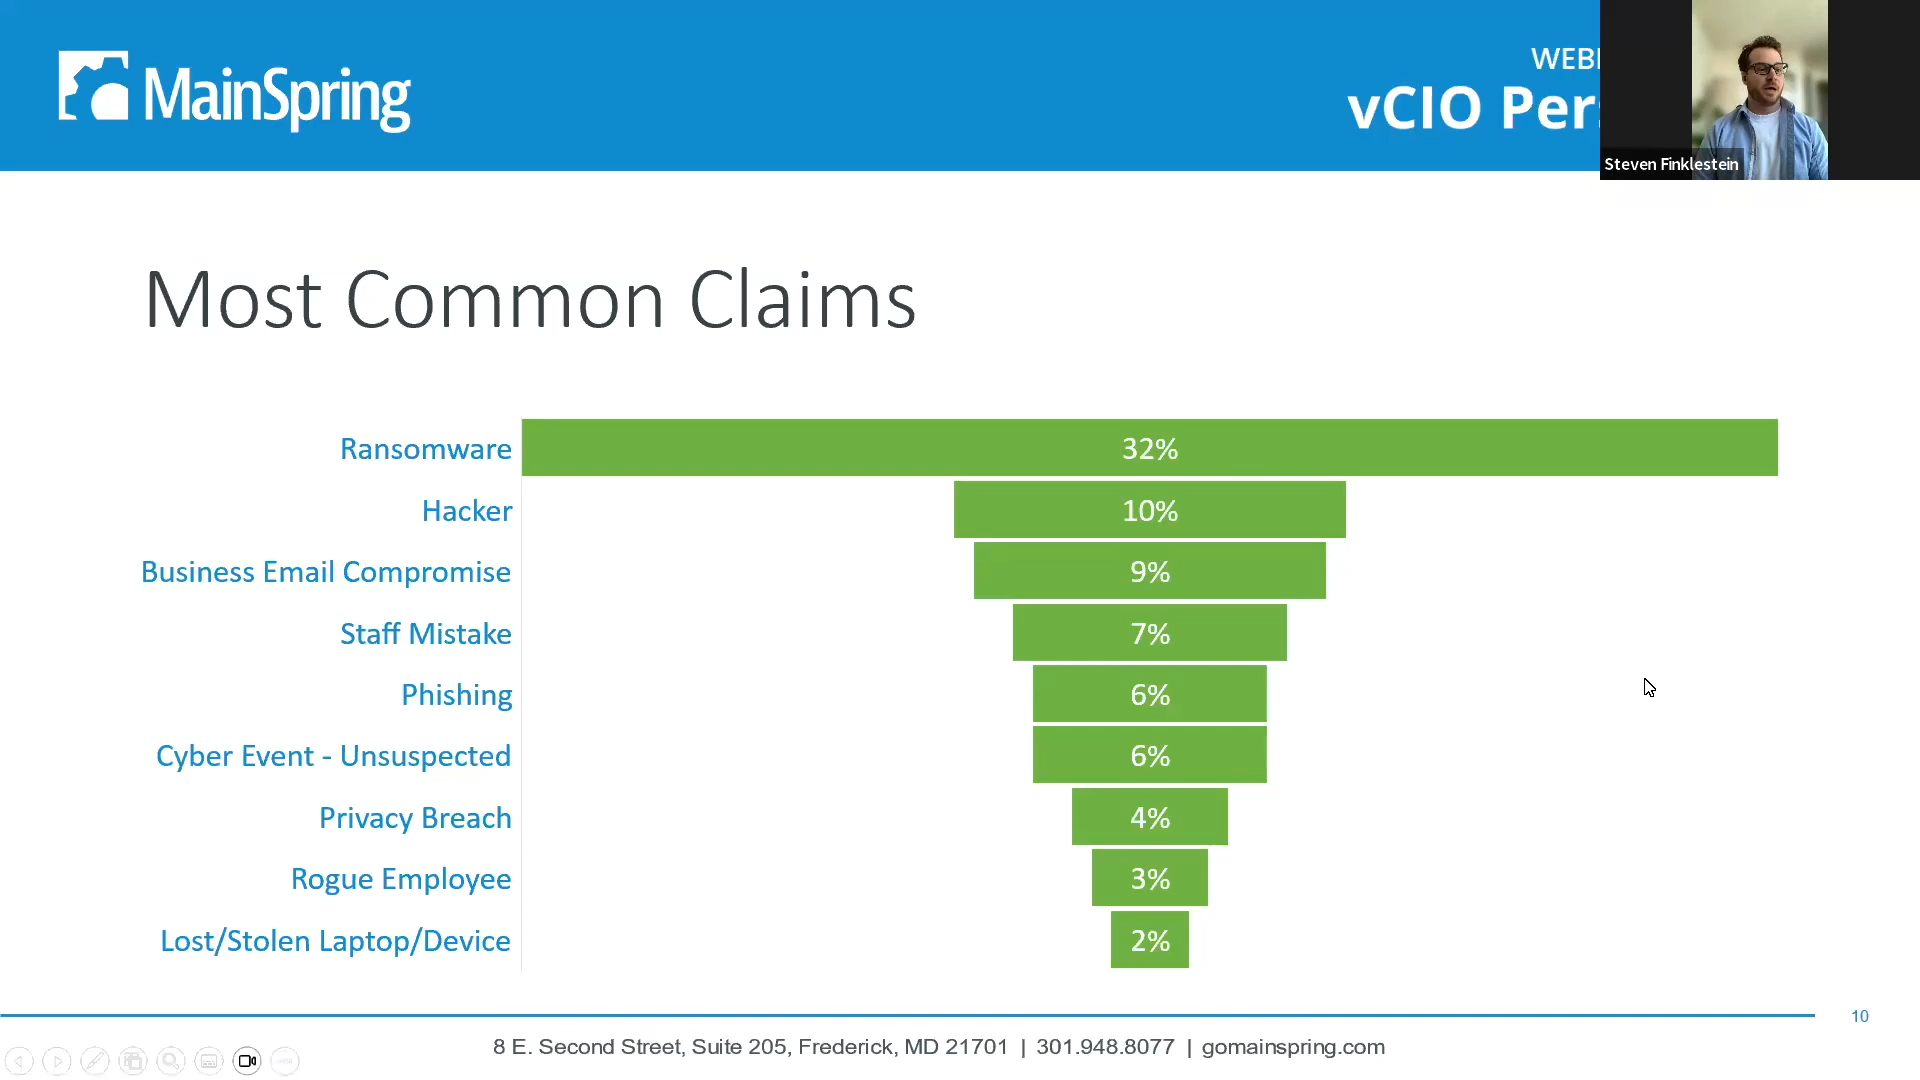 MainSpring
vCIO
Steven Finklestein
Most Common Claims
Ransomware 32%
Hacker 10%
Business Email Compromise 9%
Staff Mistake 7%
Phishing 6%
Cyber Event - Unsuspected 6%
Privacy Breach 4%
Rogue Employee 3%
Lost/Stolen Laptop/Device 2%
10
8 E. Second Street, Suite 205, Frederick, MD 21701 | 301.948.8077 | gomainspring.com